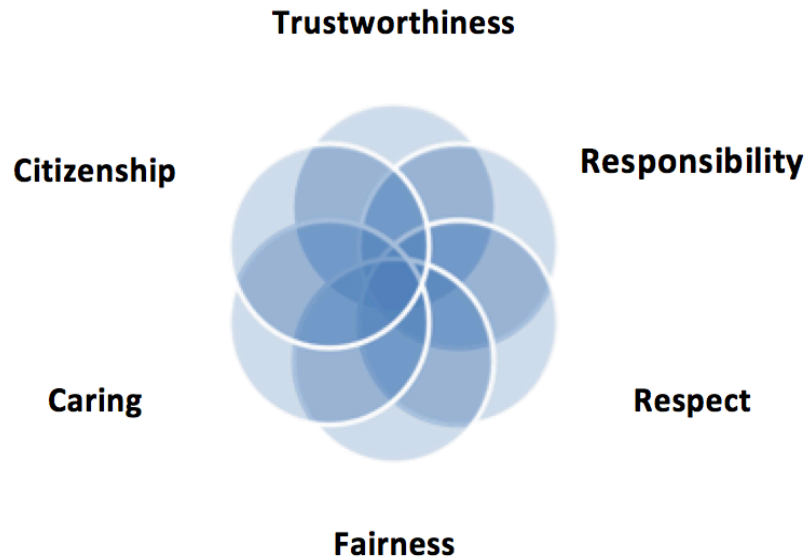 Trustworthiness
Responsibility
Citizenship
Caring
Respect
Fairness